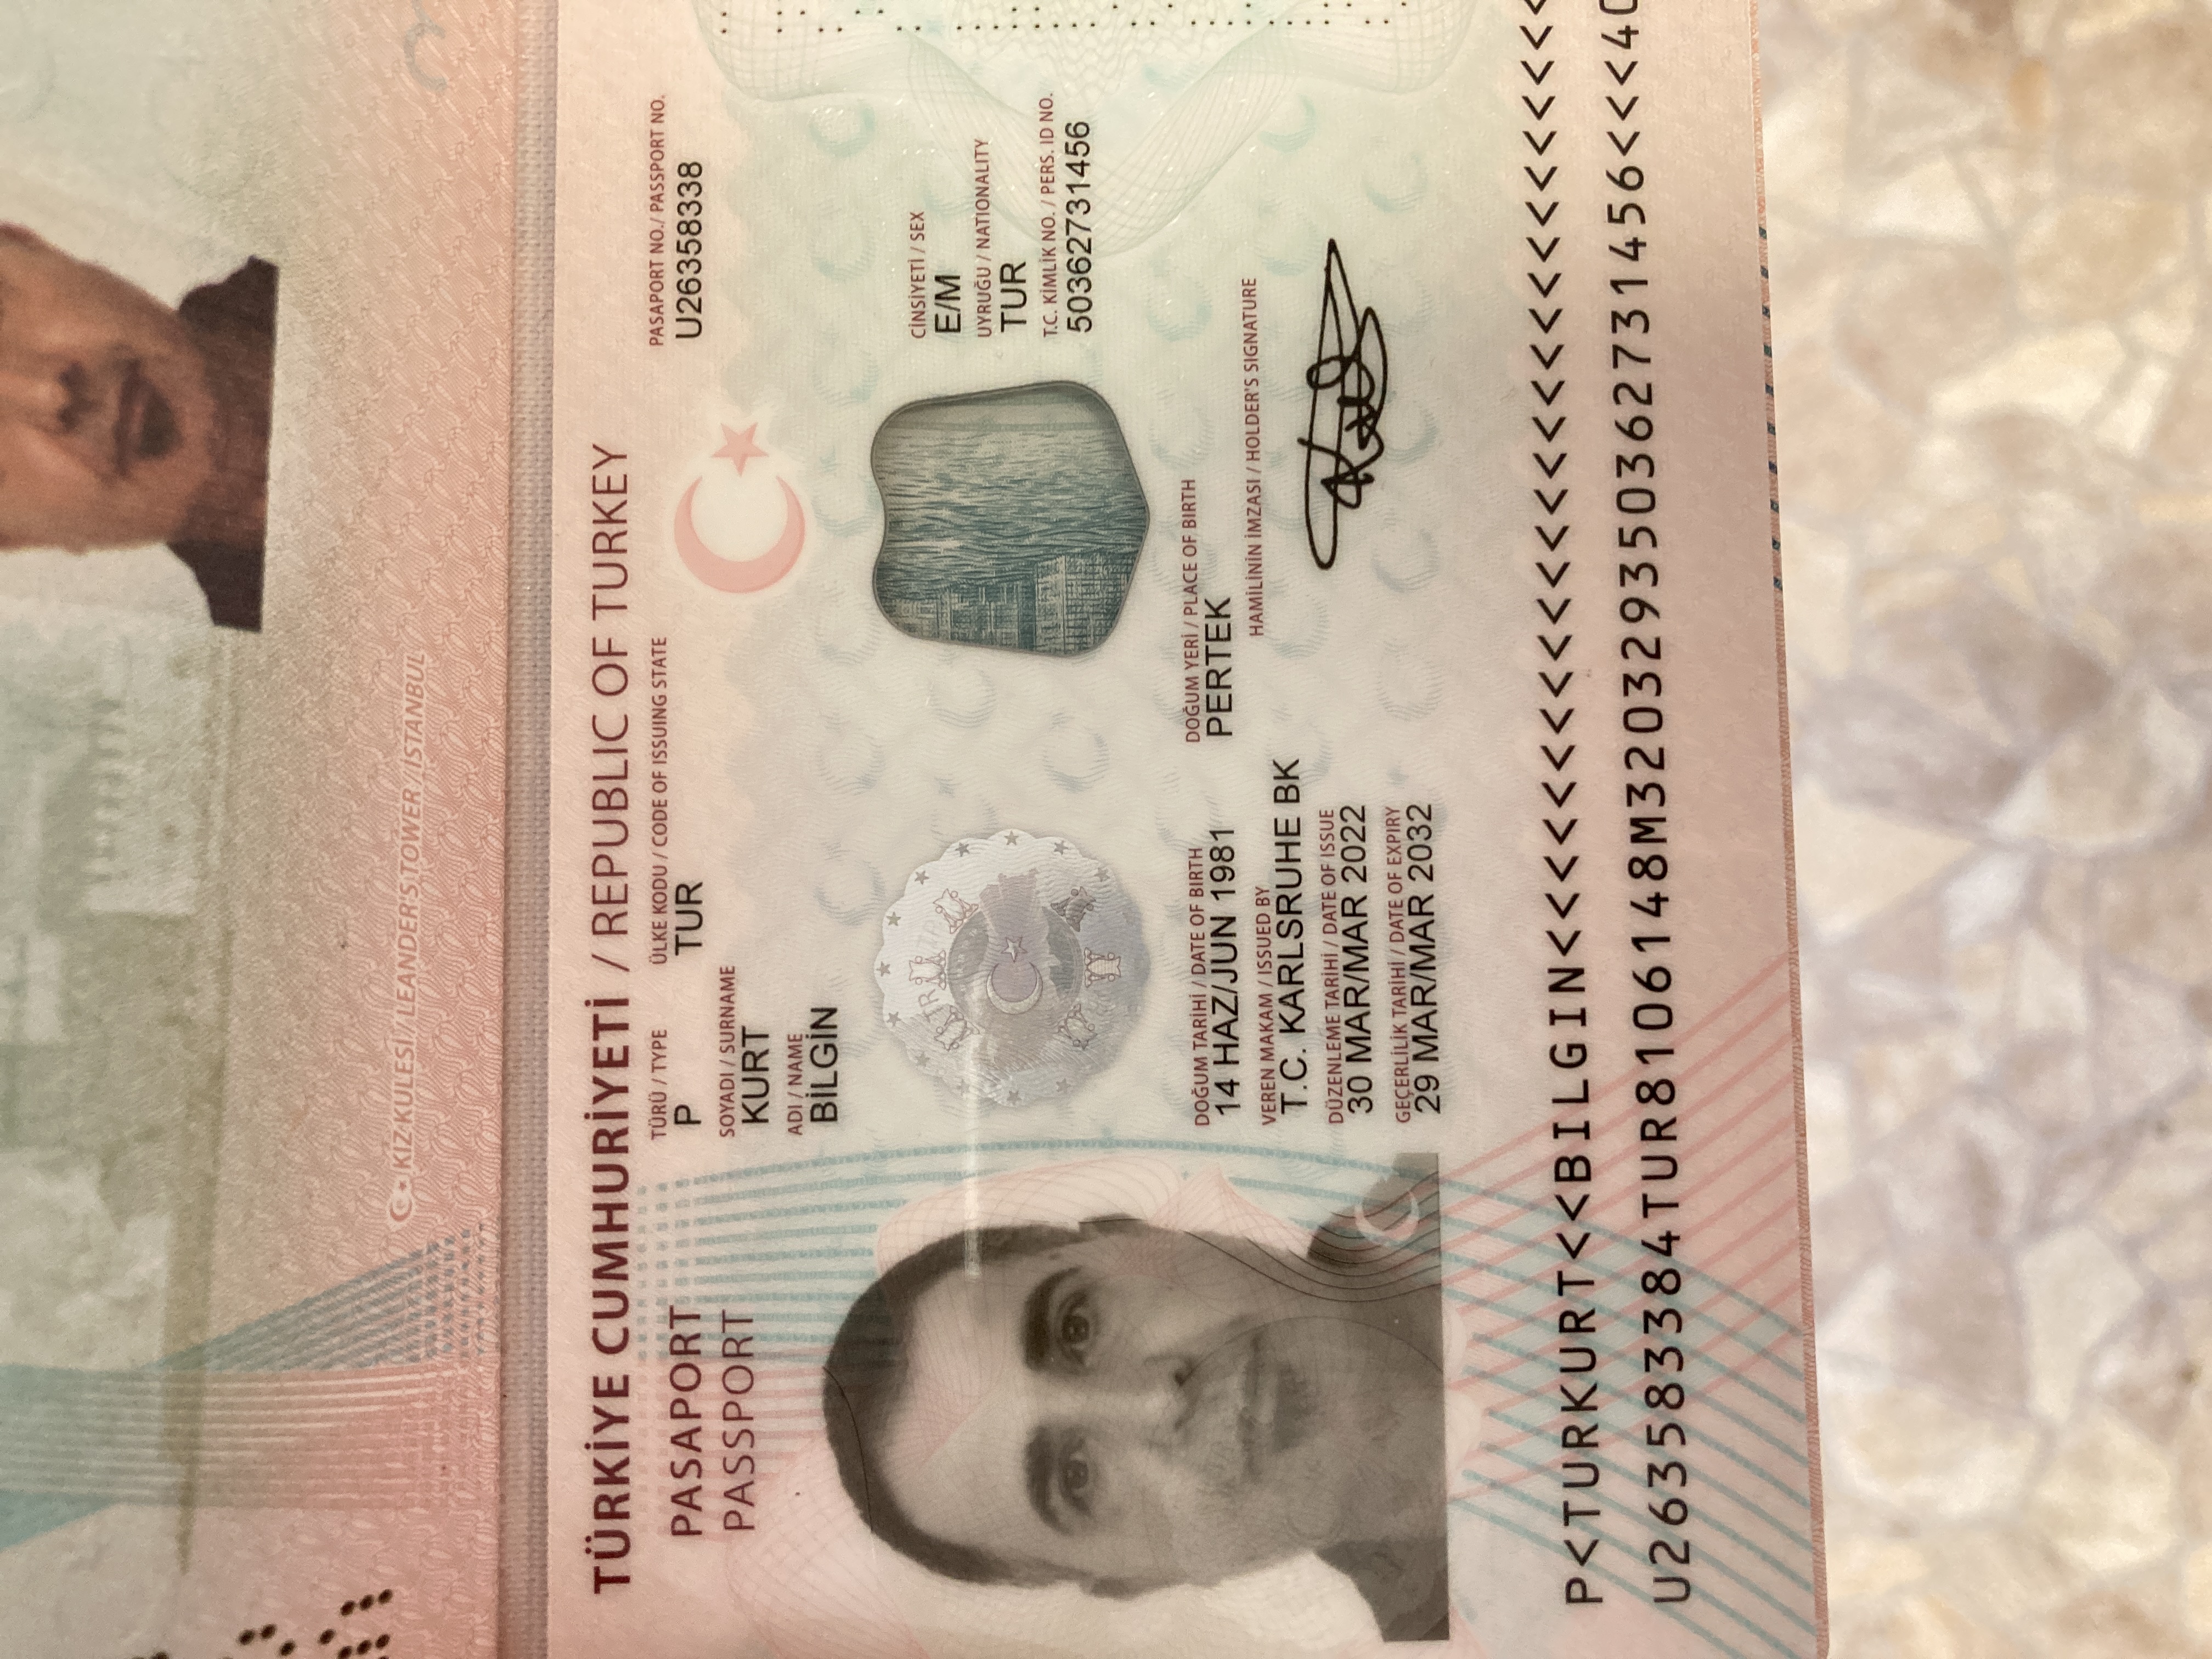 KIZ KULESİ / LEANDER'S TOWER / İSTANBUL
TÜRKİYE CUMHURİYETİ / REPUBLIC OF TURKEY
PASAPORT
PASSPORT
TÜRÜ / TYPE
P
ÜLKE KODU / CODE OF ISSUING STATE
TUR
PASAPORT NO./ PASSPORT NO.
U26358338
SOYADI / SURNAME
KURT
ADI / NAME
BİLGİN
CİNSİYETİ / SEX
E/M
UYRUĞU / NATIONALITY
TUR
T.C. KİMLİK NO. / PERS. ID NO.
50362731456
DOĞUM TARİHİ / DATE OF BIRTH
14 HAZ/JUN 1981
DOĞUM YERİ / PLACE OF BIRTH
PERTEK
VEREN MAKAM / ISSUED BY
T.C. KARLSRUHE BK
HAMİLİNİN İMZASI / HOLDER'S SIGNATURE
DÜZENLEME TARİHİ / DATE OF ISSUE
30 MAR/MAR 2022
GEÇERLİLİK TARİHİ / DATE OF EXPIRY
29 MAR/MAR 2032
P<TURKURT<<BILGIN<<<<<<<<<<<<<<<<<<<<<<<<<<
U263583384TUR8106148M32032935036273​1456<<<40